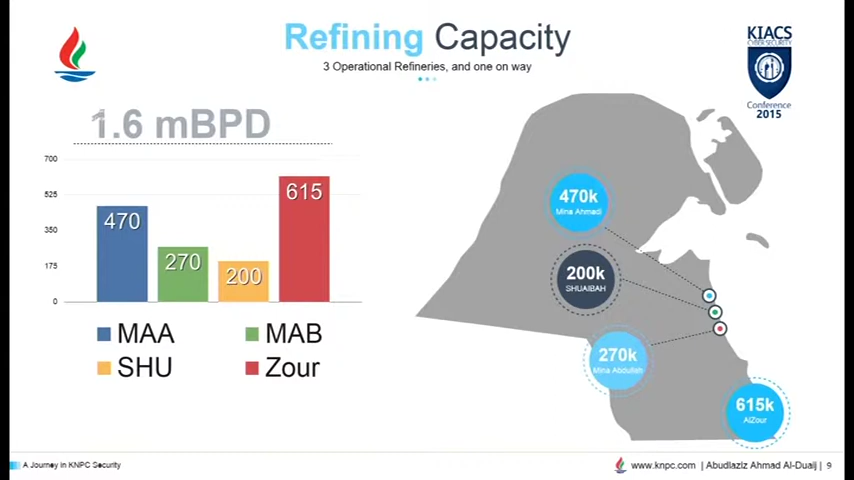 Refining Capacity
3 Operational Refineries, and one on way
KIACS
CYBER SECURITY
Conference
2015
1.6 mBPD
700
525
350
175
0
470
270
200
615
MAA
MAB
SHU
Zour
470k
Mina Ahmadi
200k
SHUAIBAH
270k
Mina Abdullah
615k
AlZour
A Journey in KNPC Security
www.knpc.com | Abudlaziz Ahmad Al-Duaij | 9